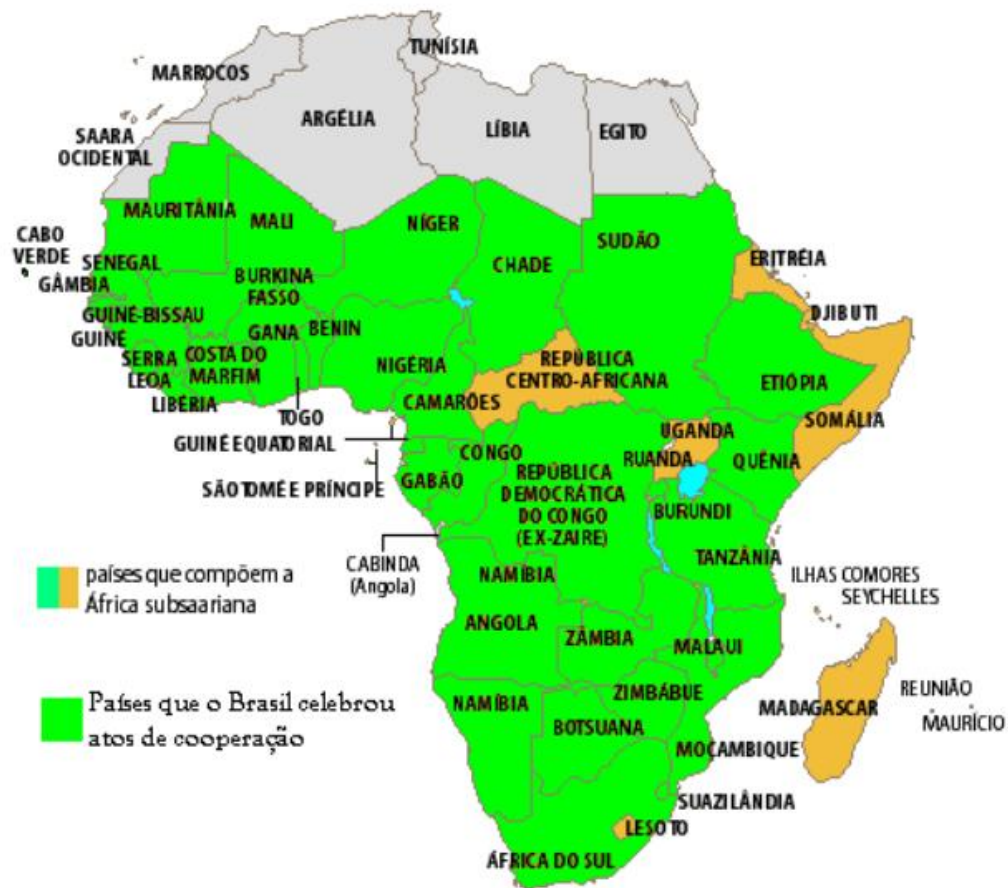 TUNÍSIA
MARROCOS
ARGÉLIA
LÍBIA
EGITO
SAARA
OCIDENTAL
MAURITÂNIA
MALI
NÍGER
SUDÃO
CABO
VERDE
SENEGAL
CHADE
ERITRÉIA
GÂMBIA
BURKINA
FASSO
GUINÉ-BISSAU
DJIBUTI
GUINÉ
GANA
BENIN
SERRA
LEOA
COSTA DO
MARFIM
NIGÉRIA
REPÚBLICA
CENTRO-AFRICANA
ETIÓPIA
LIBÉRIA
CAMARÕES
SOMÁLIA
TOGO
UGANDA
GUINÉ EQUATORIAL
CONGO
RUANDA
QUÊNIA
GABÃO
REPÚBLICA
DEMOCRÁTICA
DO CONGO
(EX-ZAIRE)
SÃO TOMÉ E PRÍNCIPE
BURUNDI
TANZÂNIA
CABINDA
(Angola)
NAMÍBIA
países que compõem a
África subsaariana
ILHAS COMORES
SEYCHELLES
ANGOLA
ZÂMBIA
MALAUI
NAMÍBIA
ZIMBÁBUE
MADAGASCAR
REUNIÃO
MAURÍCIO
Países que o Brasil celebrou
atos de cooperação
BOTSUANA
MOÇAMBIQUE
SUAZILÂNDIA
LESOTO
ÁFRICA DO SUL